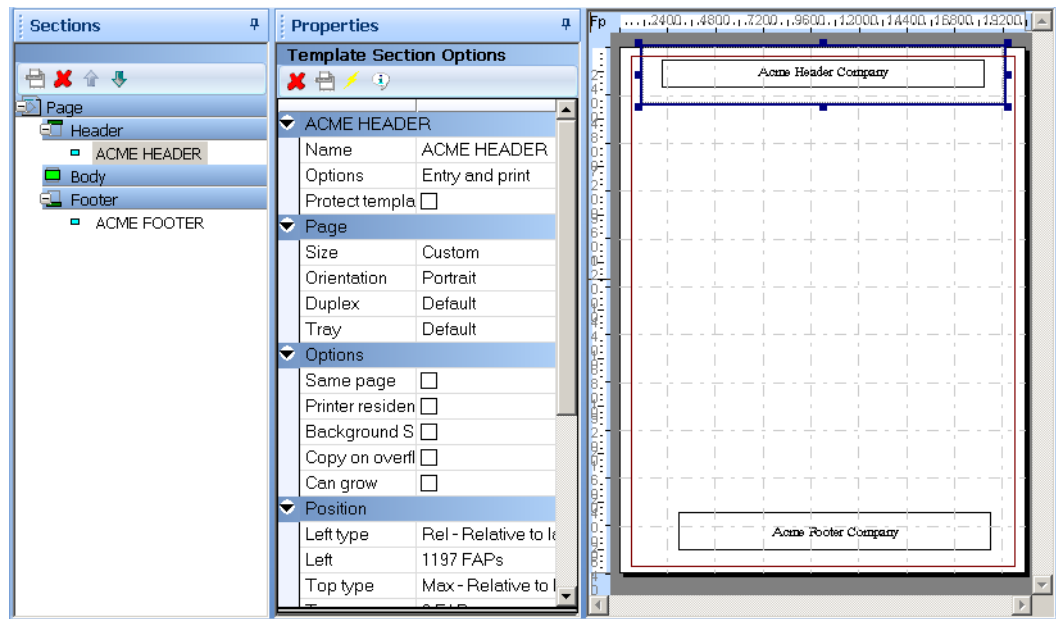 Sections
Page
Header
ACME HEADER
Body
Footer
ACME FOOTER
Properties
Template Section Options
ACME HEADER
Name ACME HEADER
Options Entry and print
Protect templa
Page
Size Custom
Orientation Portrait
Duplex Default
Tray Default
Options
Same page
Printer residen
Background S
Copy on overfl
Can grow
Position
Left type Rel - Relative to la
Left 1197 FAPs
Top type Max - Relative to l
Fp ...,2400, ,4800, ,7200, ,9600, ,12000, 14400, 16800, 19200,
Acme Header Company
Acme Footer Company